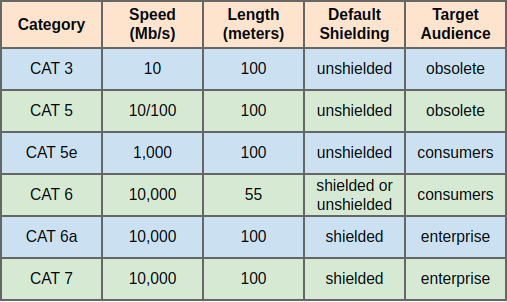 Category Speed (Mb/s) Length (meters) Default Shielding Target Audience
CAT 3 10 100 unshielded obsolete
CAT 5 10/100 100 unshielded obsolete
CAT 5e 1,000 100 unshielded consumers
CAT 6 10,000 55 shielded or unshielded consumers
CAT 6a 10,000 100 shielded enterprise
CAT 7 10,000 100 shielded enterprise